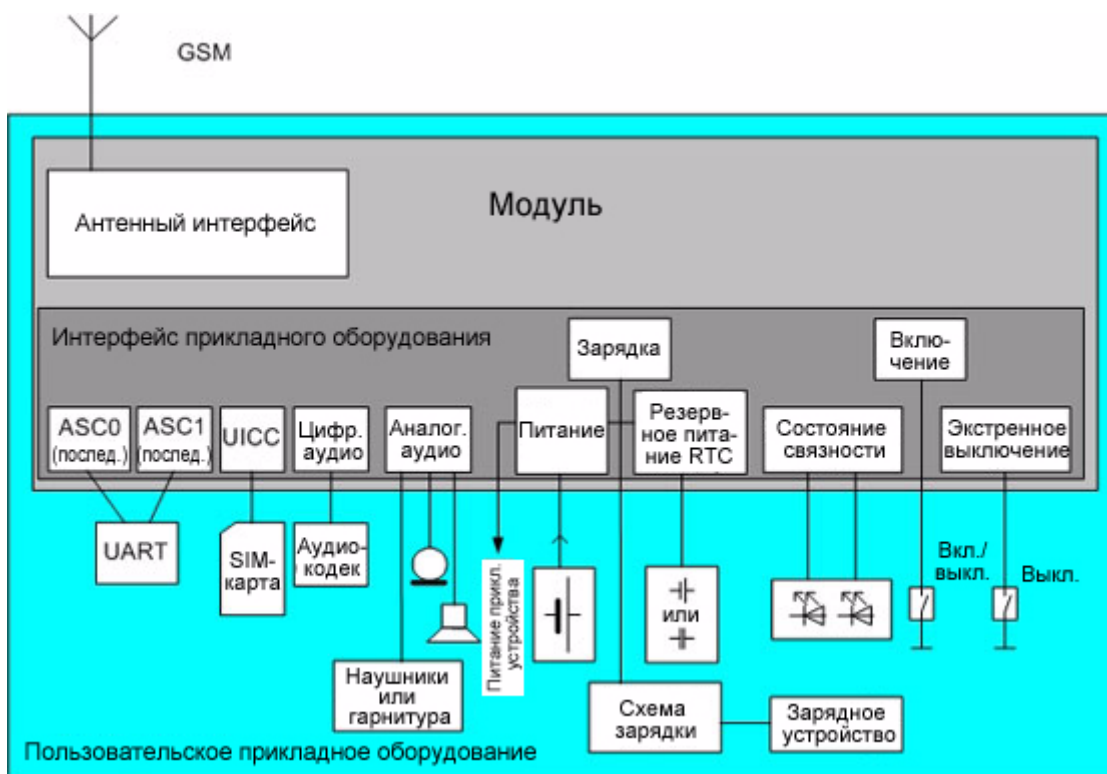 GSM
Модуль
Антенный интерфейс
Интерфейс прикладного оборудования
Зарядка
Вклю-
чение
ASC0
(послед.)
ASC1
(послед.)
UICC
Цифр.
аудио
Аналог.
аудио
Питание
Резерв-
ное пита-
ние RTC
Состояние
связности
Экстренное
выключение
UART
SIM-
карта
Аудио-
кодек
Питание прикл.
устройства
или
Вкл./
выкл.
Выкл.
Наушники
или
гарнитура
Схема
зарядки
Зарядное
устройство
Пользовательское прикладное оборудование